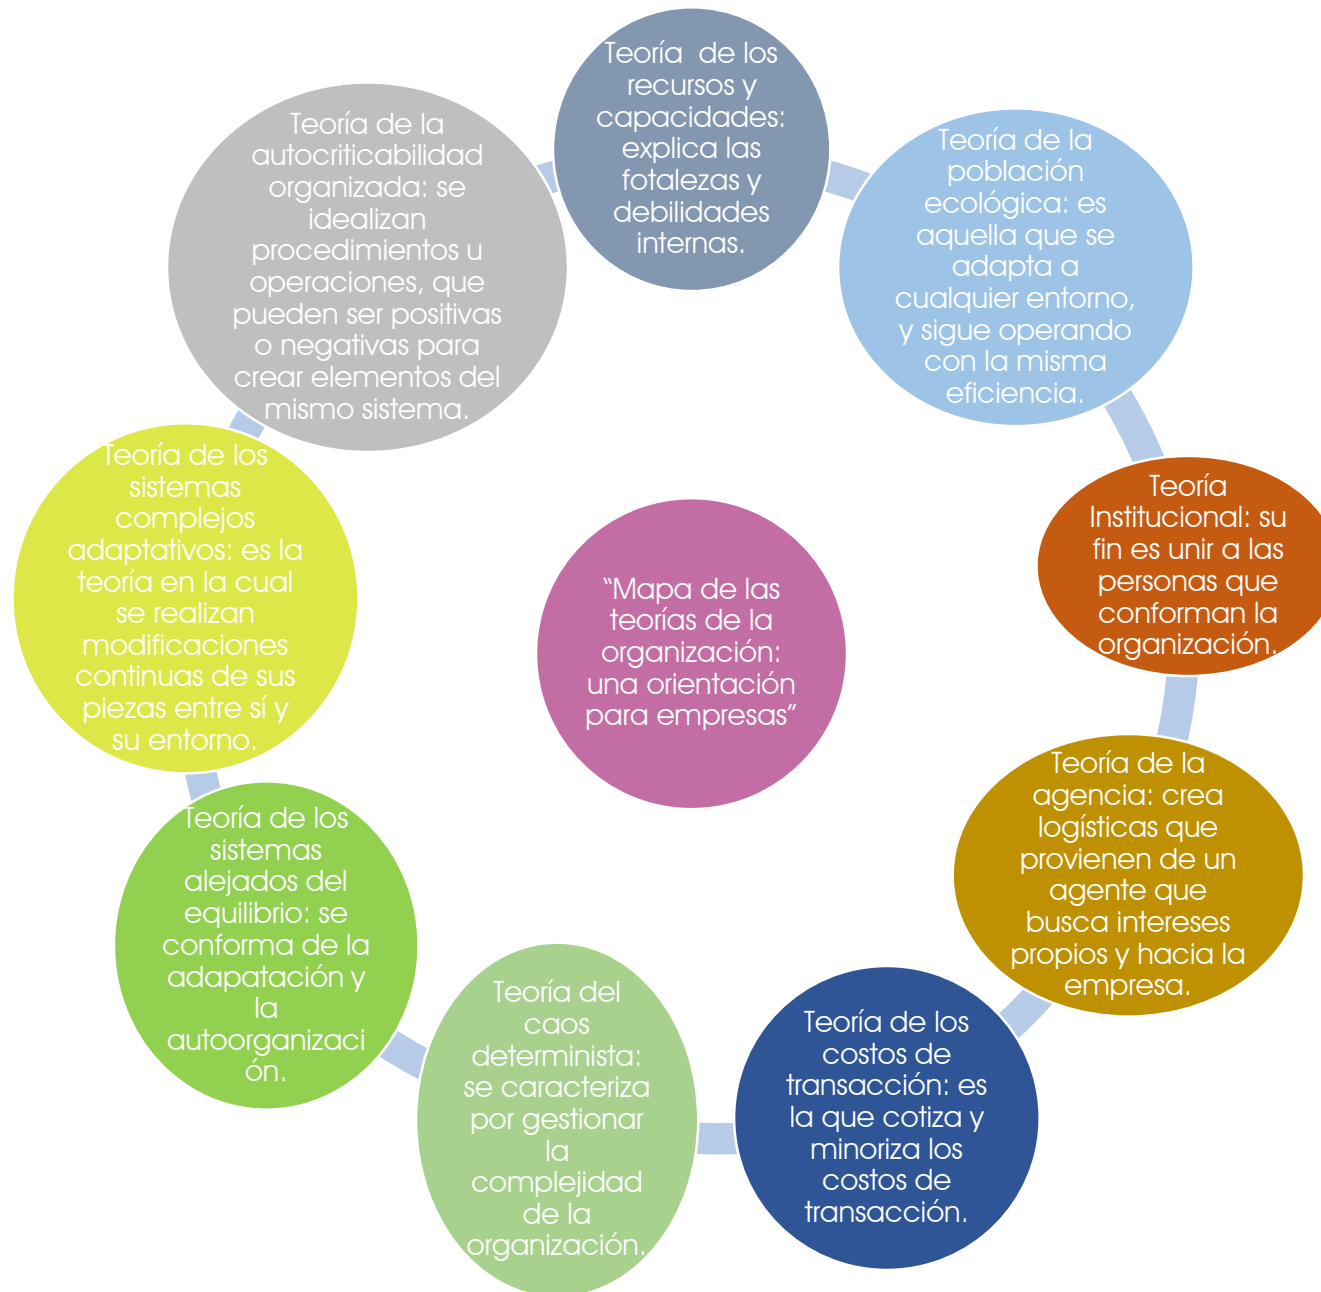 Teoría de los
recursos y
capacidades:
explica las
fotalezas y
debilidades
internas.
Teoría de la
población
ecológica: es
aquella que se
adapta a
cualquier entorno,
y sigue operando
con la misma
eficiencia.
Teoría
Institucional: su
fin es unir a las
personas que
conforman la
organización.
Teoría de la
agencia: crea
logísticas que
provienen de un
agente que
busca intereses
propios y hacia la
empresa.
Teoría de los
costos de
transacción: es
la que cotiza y
minoriza los
costos de
transacción.
Teoría del
caos
determinista:
se caracteriza
por gestionar
la
complejidad
de la
organización.
Teoría de los
sistemas
alejados del
equilibrio: se
conforma de la
adapatación y
la
autoorganizaci
ón.
Teoría de los
sistemas
complejos
adaptativos: es la
teoría en la cual
se realizan
modificaciones
continuas de sus
piezas entre sí y
su entorno.
Teoría de la
autocriticabilidad
organizada: se
idealizan
procedimientos u
operaciones, que
pueden ser positivas
o negativas para
crear elementos del
mismo sistema.
“Mapa de las
teorías de la
organización:
una orientación
para empresas”